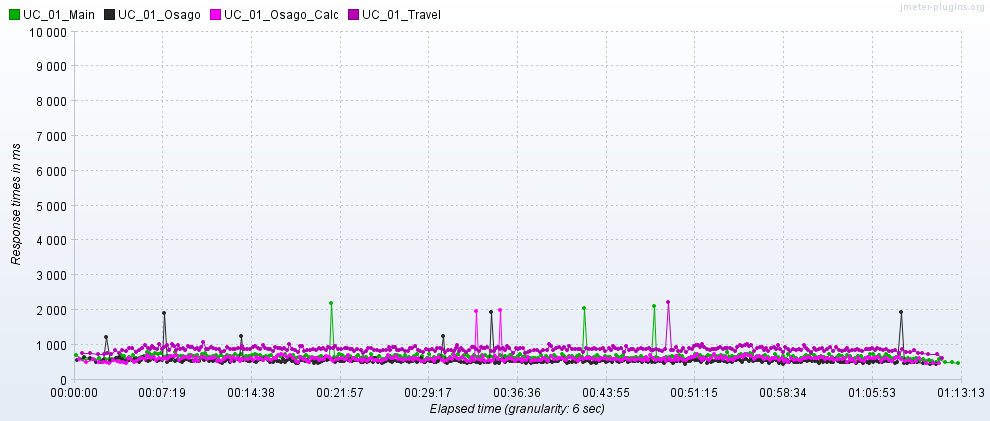 UC_01_Main UC_01_Osago UC_01_Osago_Calc UC_01_Travel
jmeter-plugins.org
10 000
9 000
8 000
7 000
6 000
5 000
4 000
3 000
2 000
1 000
0
Response times in ms
00:00:00 00:07:19 00:14:38 00:21:57 00:29:17 00:36:36 00:43:55 00:51:15 00:58:34 01:05:53 01:13:13
Elapsed time (granularity: 6 sec)